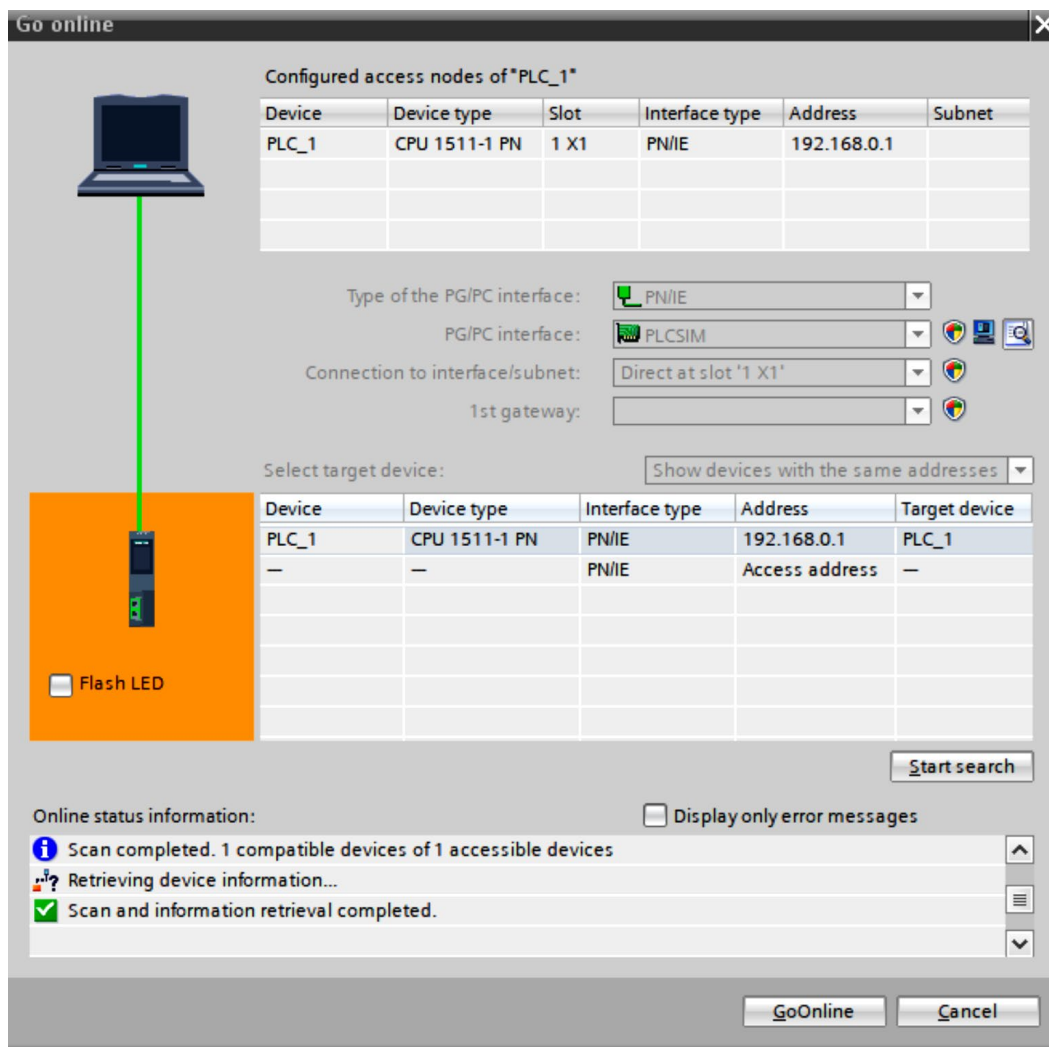 Go online
Configured access nodes of "PLC_1"
Device Device type Slot Interface type Address Subnet
PLC_1 CPU 1511-1 PN 1 X1 PN/IE 192.168.0.1
Type of the PG/PC interface: PN/IE
PG/PC interface: PLCSIM
Connection to interface/subnet: Direct at slot '1 X1'
1st gateway:
Select target device: Show devices with the same addresses
Device Device type Interface type Address Target device
PLC_1 CPU 1511-1 PN PN/IE 192.168.0.1 PLC_1
— — PN/IE Access address —
Flash LED
Start search
Online status information: Display only error messages
Scan completed. 1 compatible devices of 1 accessible devices
Retrieving device information...
Scan and information retrieval completed.
GoOnline Cancel